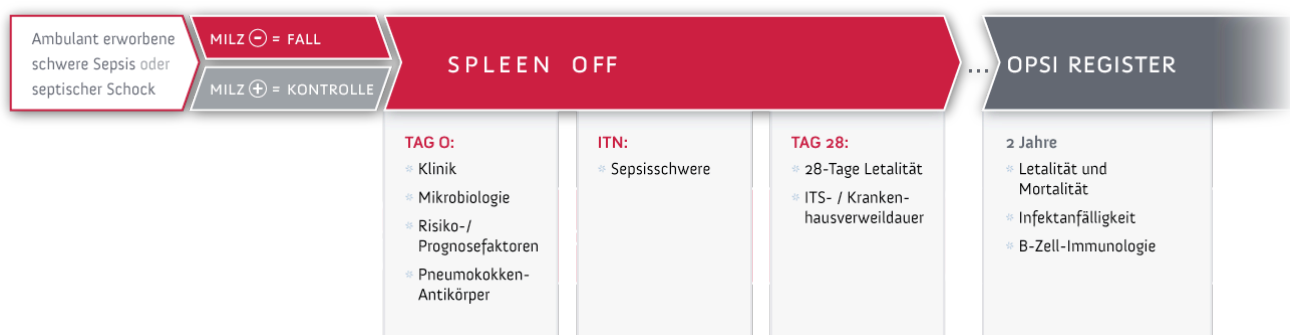 Ambulant erworbene
schwere Sepsis oder
septischer Schock
MILZ ⊖ = FALL
MILZ ⊕ = KONTROLLE
SPLEEN OFF
...
OPSI REGISTER
TAG 0:
Klinik
Mikrobiologie
Risiko-/
Prognosefaktoren
Pneumokokken-
Antikörper
ITN:
Sepsisschwere
TAG 28:
28-Tage Letalität
ITS- / Kranken-
hausverweildauer
2 Jahre
Letalität und
Mortalität
Infektanfälligkeit
B-Zell-Immunologie